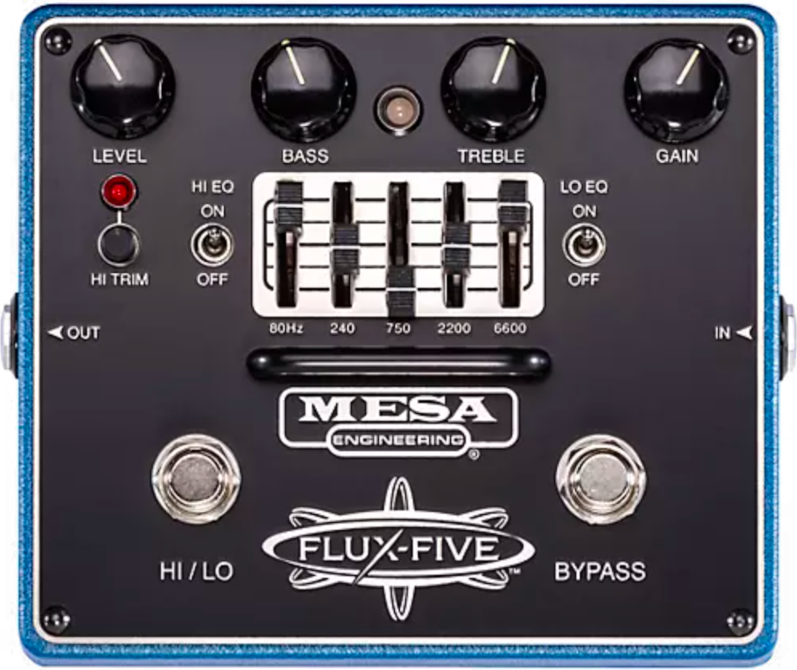 LEVEL BASS TREBLE GAIN
HI EQ LO EQ
ON ON
HI TRIM OFF OFF
80Hz 240 750 2200 6600
OUT IN
MESA
ENGINEERING®
FLUX-FIVE™
HI / LO BYPASS